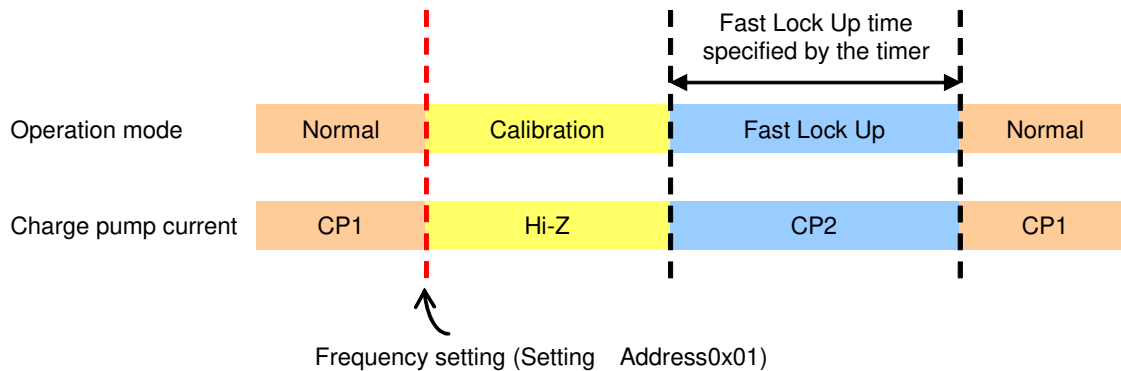 Fast Lock Up time
specified by the timer
Operation mode
Normal
Calibration
Fast Lock Up
Normal
Charge pump current
CP1
Hi-Z
CP2
CP1
Frequency setting (Setting Address0x01)